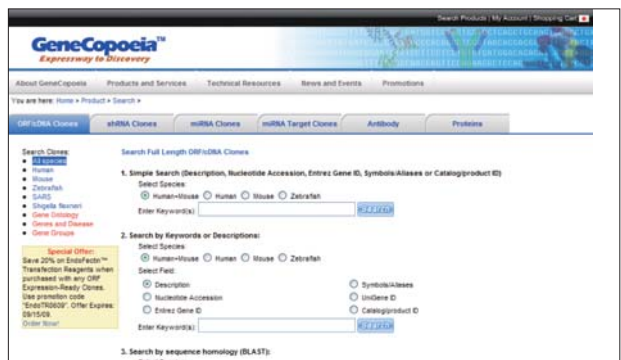 Search Products | My Account | Shopping Cart
GeneCopoeia™
Expressway to Discovery
About GeneCopoeia Products and Services Technical Resources News and Events Promotions
You are here: Home » Product » Search »
ORF/cDNA Clones shRNA Clones miRNA Clones miRNA Target Clones Antibody Proteins
Search Clones:
All species
Human
Mouse
Zebrafish
SARS
Shigella flexneri
Gene Ontology
Genes and Disease
Gene Groups
Special Offer:
Save 20% on EndoFectin™
Transfection Reagents when
purchased with any ORF
Expression-Ready Clones.
Use promotion code
"EndoTR0609". Offer Expires:
09/15/09.
Order Now!
Search Full Length ORF/cDNA Clones
1. Simple Search (Description, Nucleotide Accession, Entrez Gene ID, Symbols/Aliases or Catalog/product ID)
Select Species:
Human+Mouse Human Mouse Zebrafish
Enter Keyword(s): Search
2. Search by Keywords or Descriptions:
Select Species:
Human+Mouse Human Mouse Zebrafish
Select Field:
Description Symbols/Aliases
Nucleotide Accession UniGene ID
Entrez Gene ID Catalog/product ID
Enter Keyword(s): Search
3. Search by sequence homology (BLAST):